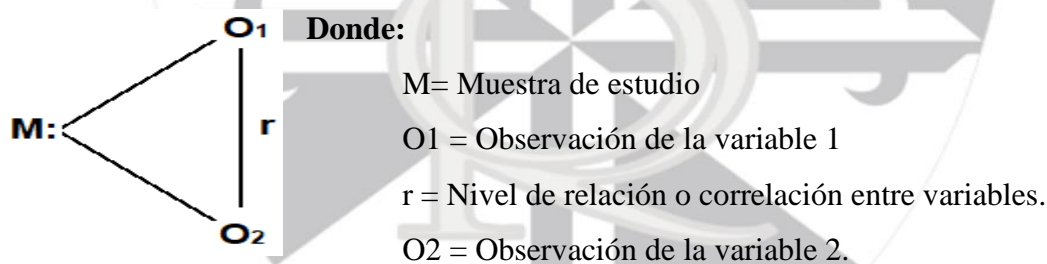 O1
Donde:
M= Muestra de estudio
M:
r
O1 = Observación de la variable 1
r = Nivel de relación o correlación entre variables.
O2
O2 = Observación de la variable 2.